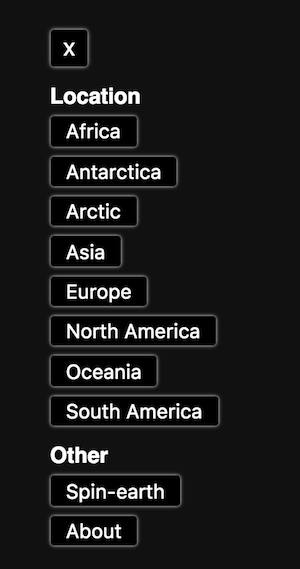 x
Location
Africa
Antarctica
Arctic
Asia
Europe
North America
Oceania
South America
Other
Spin-earth
About